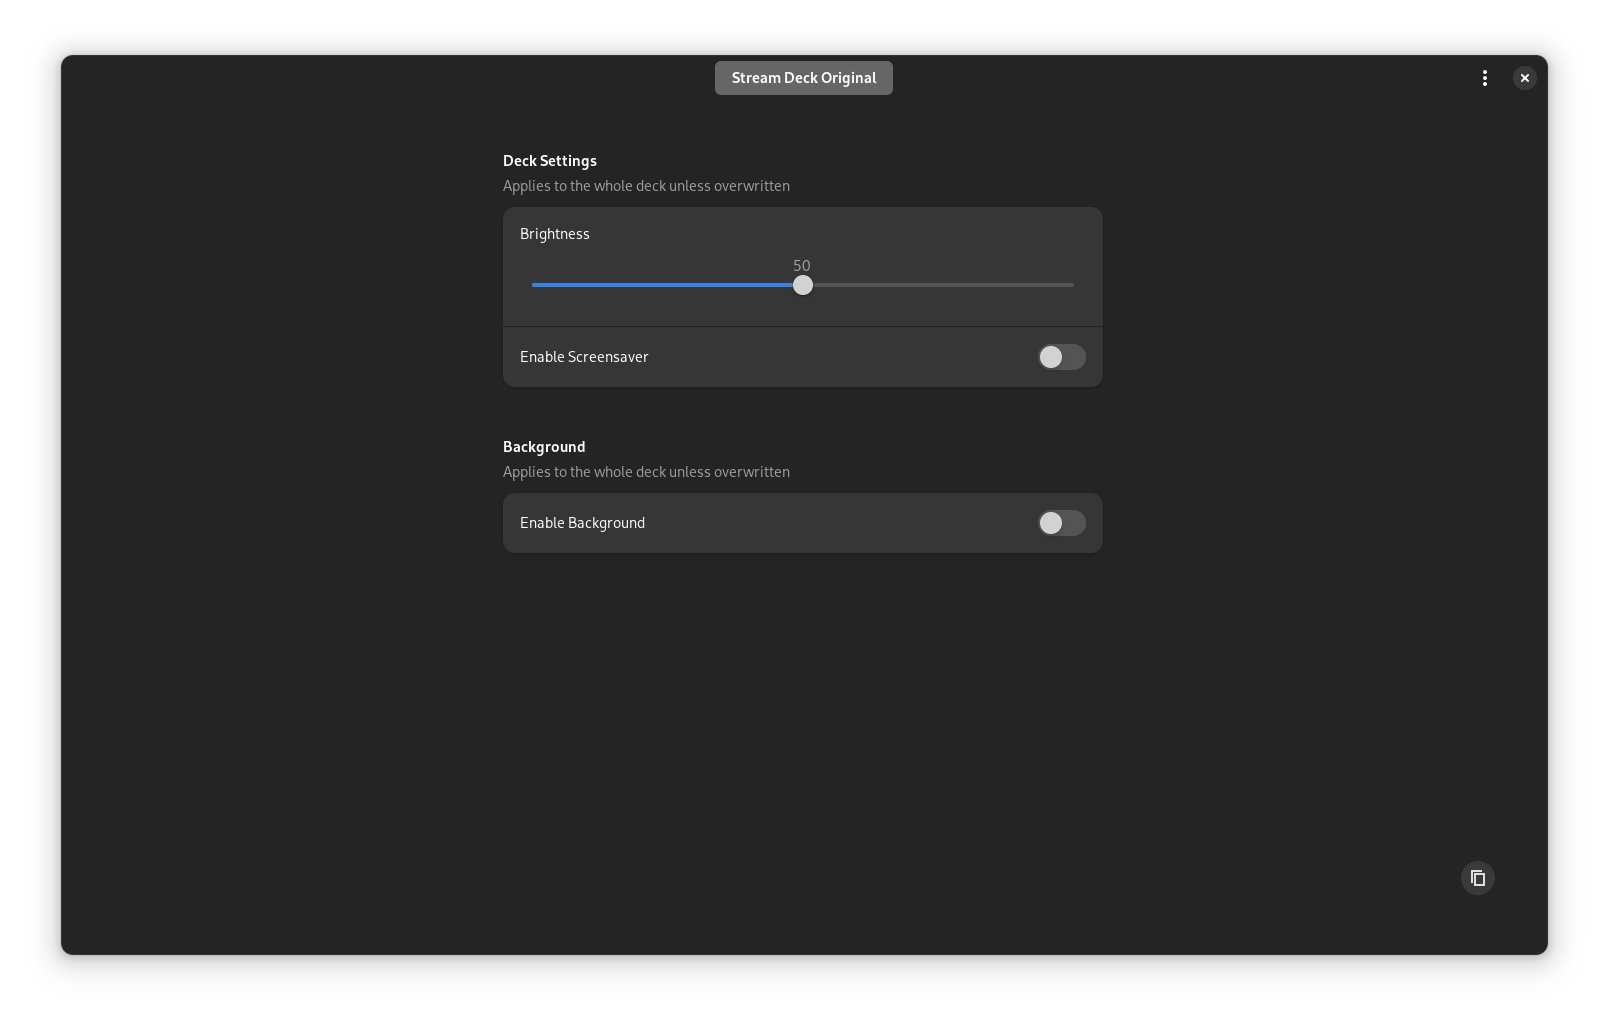 Stream Deck Original
Deck Settings
Applies to the whole deck unless overwritten
Brightness
50
Enable Screensaver
Background
Applies to the whole deck unless overwritten
Enable Background